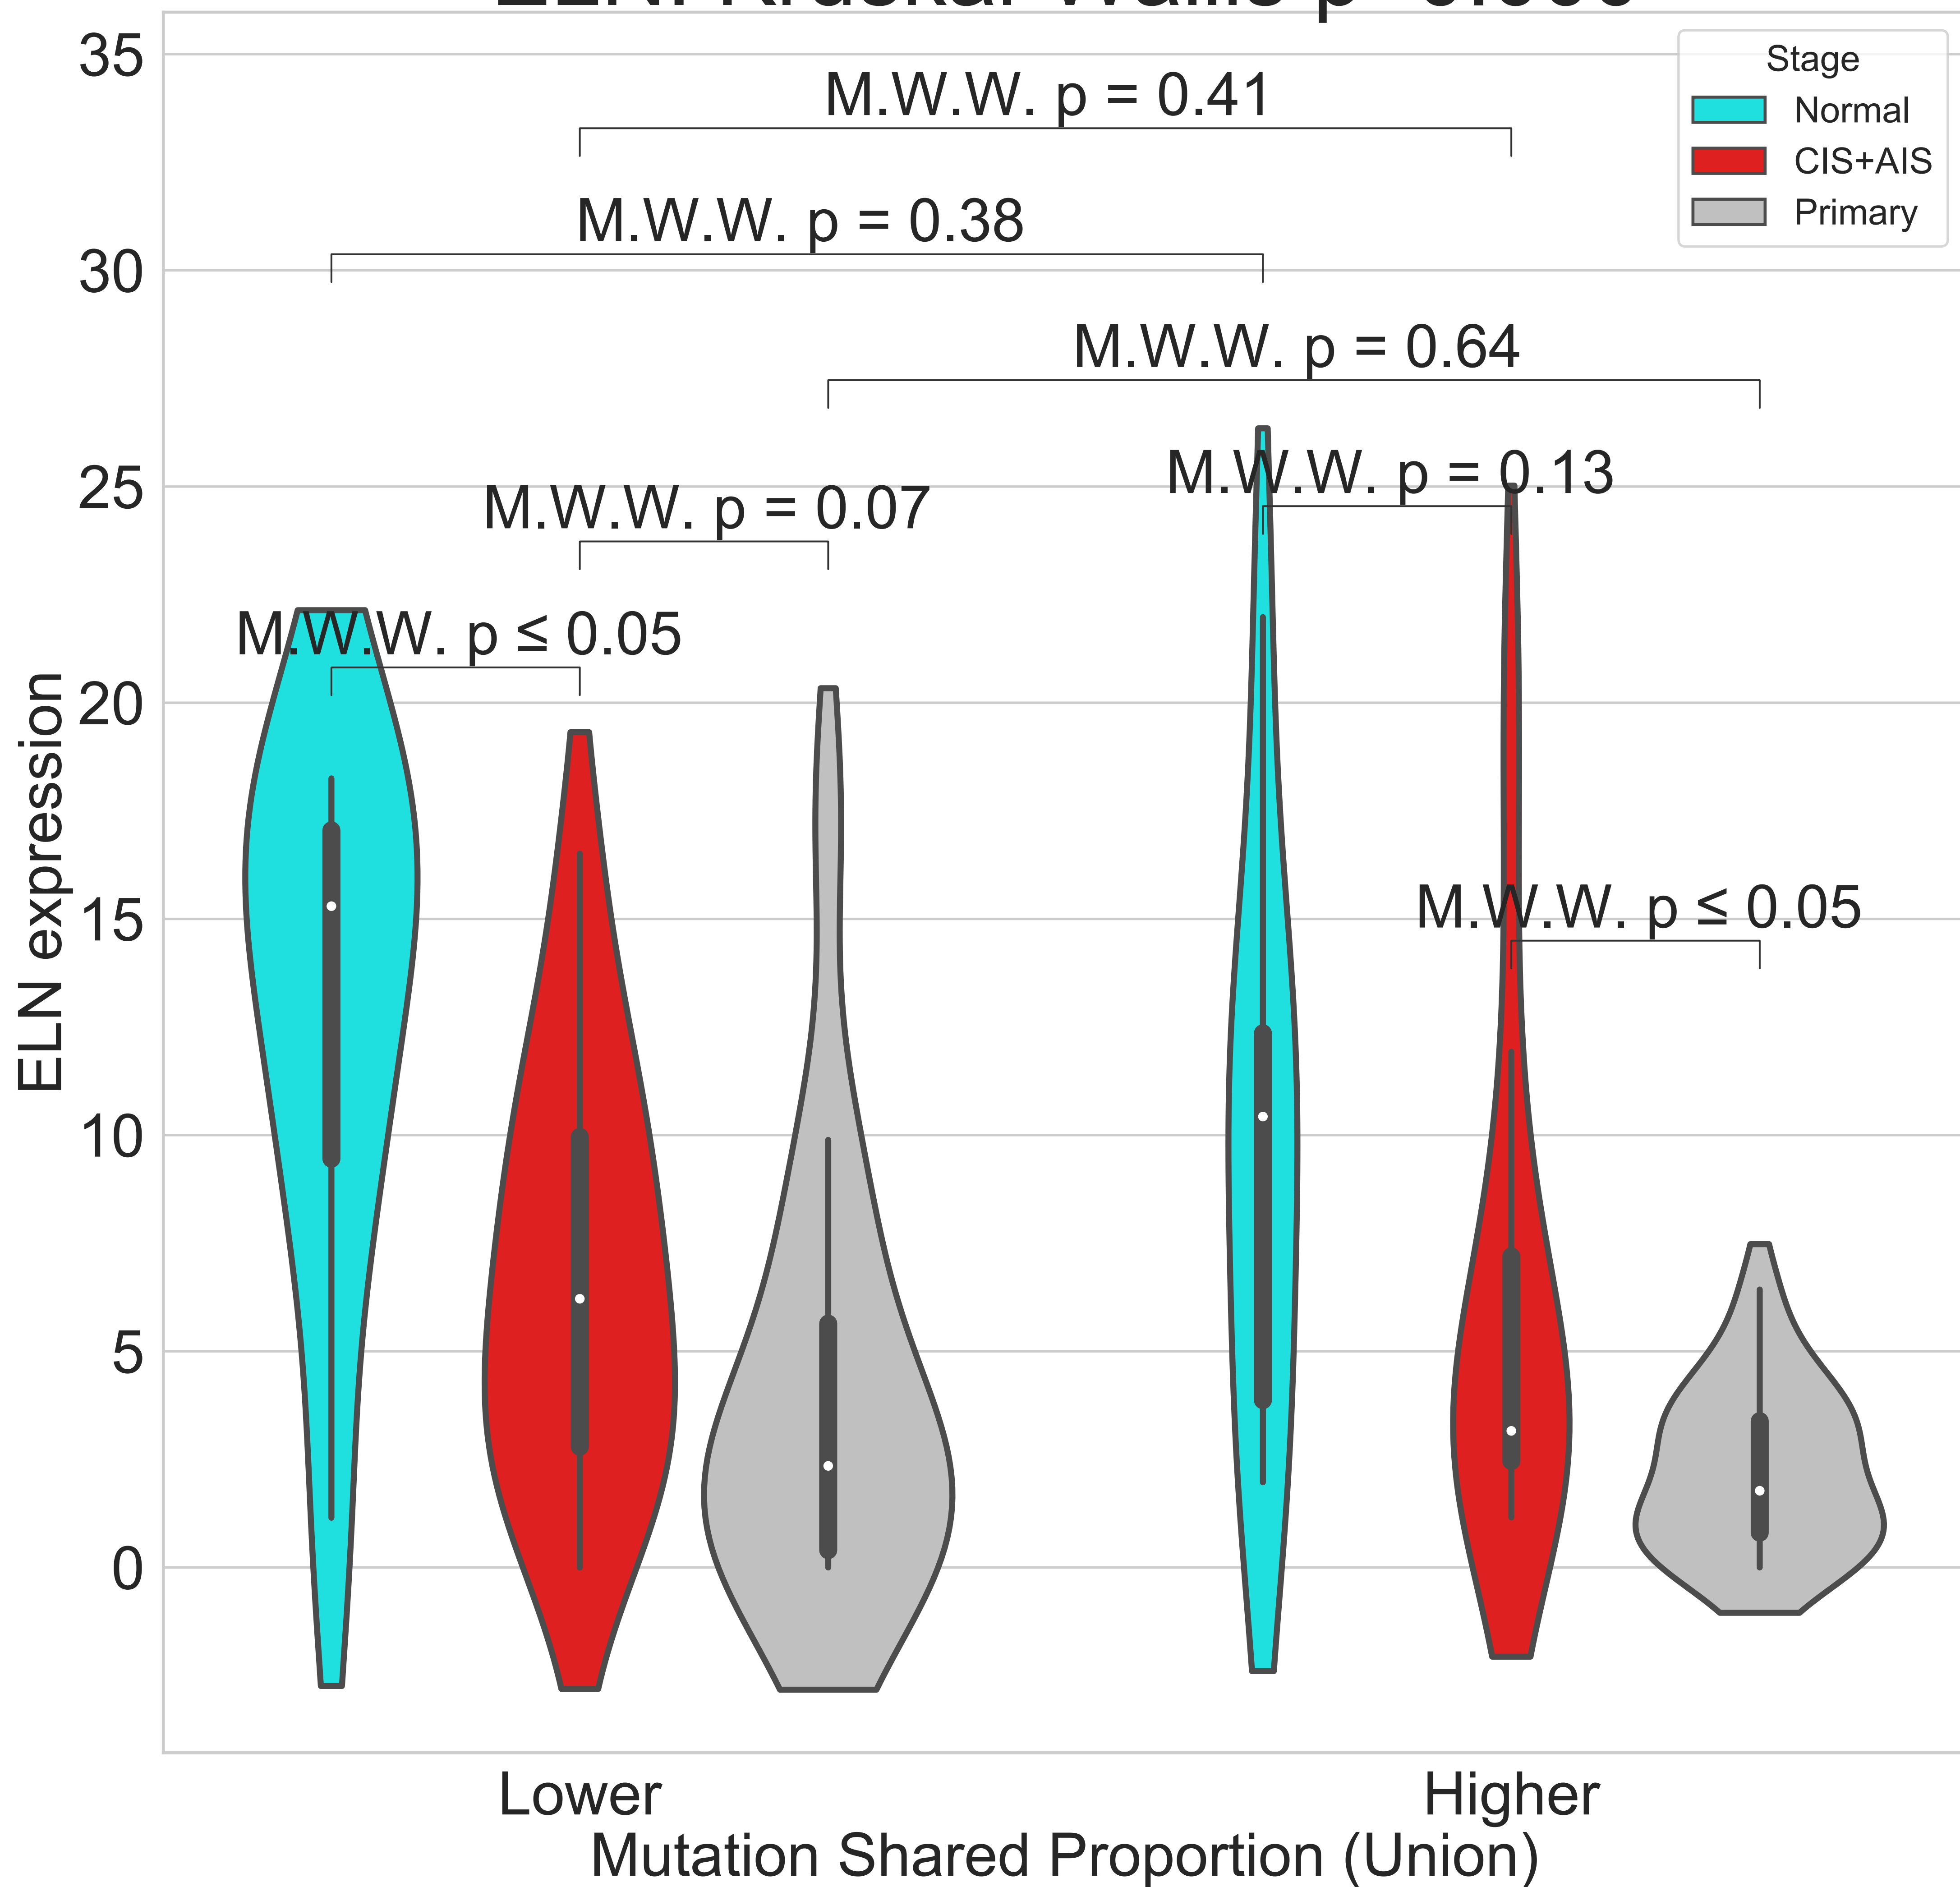 35
30
25
20
15
10
5
0
ELN expression
M.W.W. p = 0.41
M.W.W. p = 0.38
M.W.W. p = 0.64
M.W.W. p = 0.13
M.W.W. p = 0.07
M.W.W. p ≤ 0.05
M.W.W. p ≤ 0.05
Stage
Normal
CIS+AIS
Primary
Lower
Higher
Mutation Shared Proportion (Union)